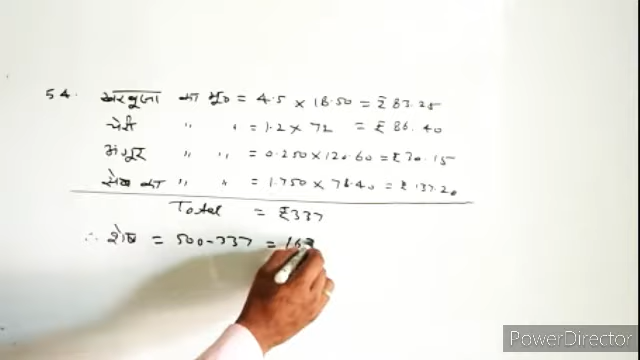 54. खरबूजा का मू० = 4.5 × 18.50 = ₹ 83.25
चेरी " " = 1.2 × 72 = ₹ 86.40
अंगूर " " = 0.250 × 120.60 = ₹ 30.15
सेब का " " = 1.750 × 78.40 = ₹ 137.20
Total = ₹ 337
∴ शेष = 500 - 337 = 163
PowerDirector